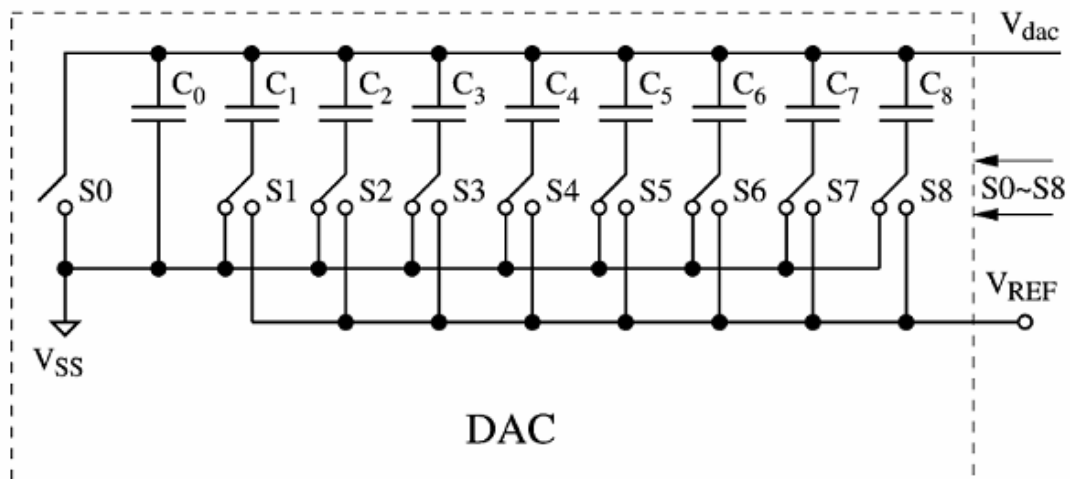 V_dac
C_0 C_1 C_2 C_3 C_4 C_5 C_6 C_7 C_8
S0 S1 S2 S3 S4 S5 S6 S7 S8
S0~S8
V_REF
V_SS
DAC